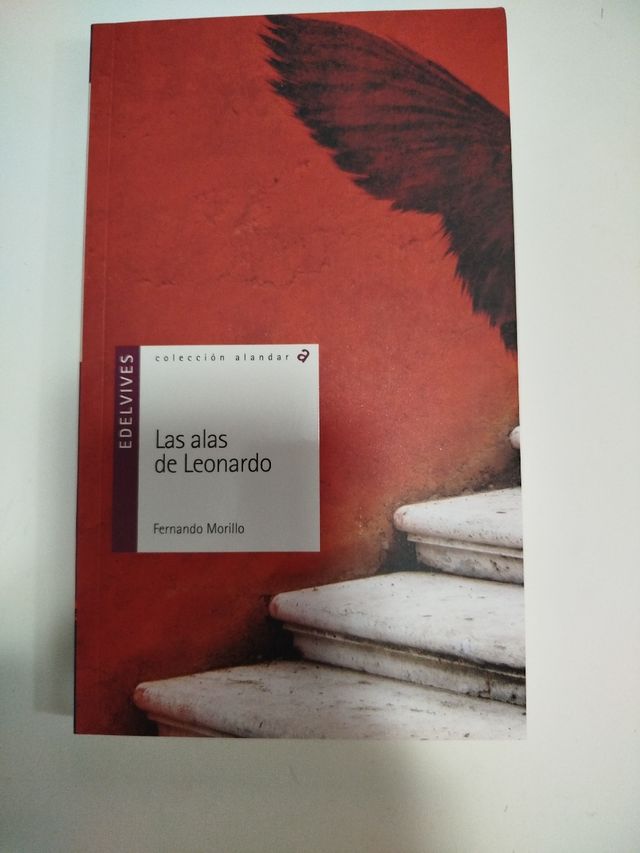 colección alandar
EDELVIVES
Las alas
de Leonardo
Fernando Morillo